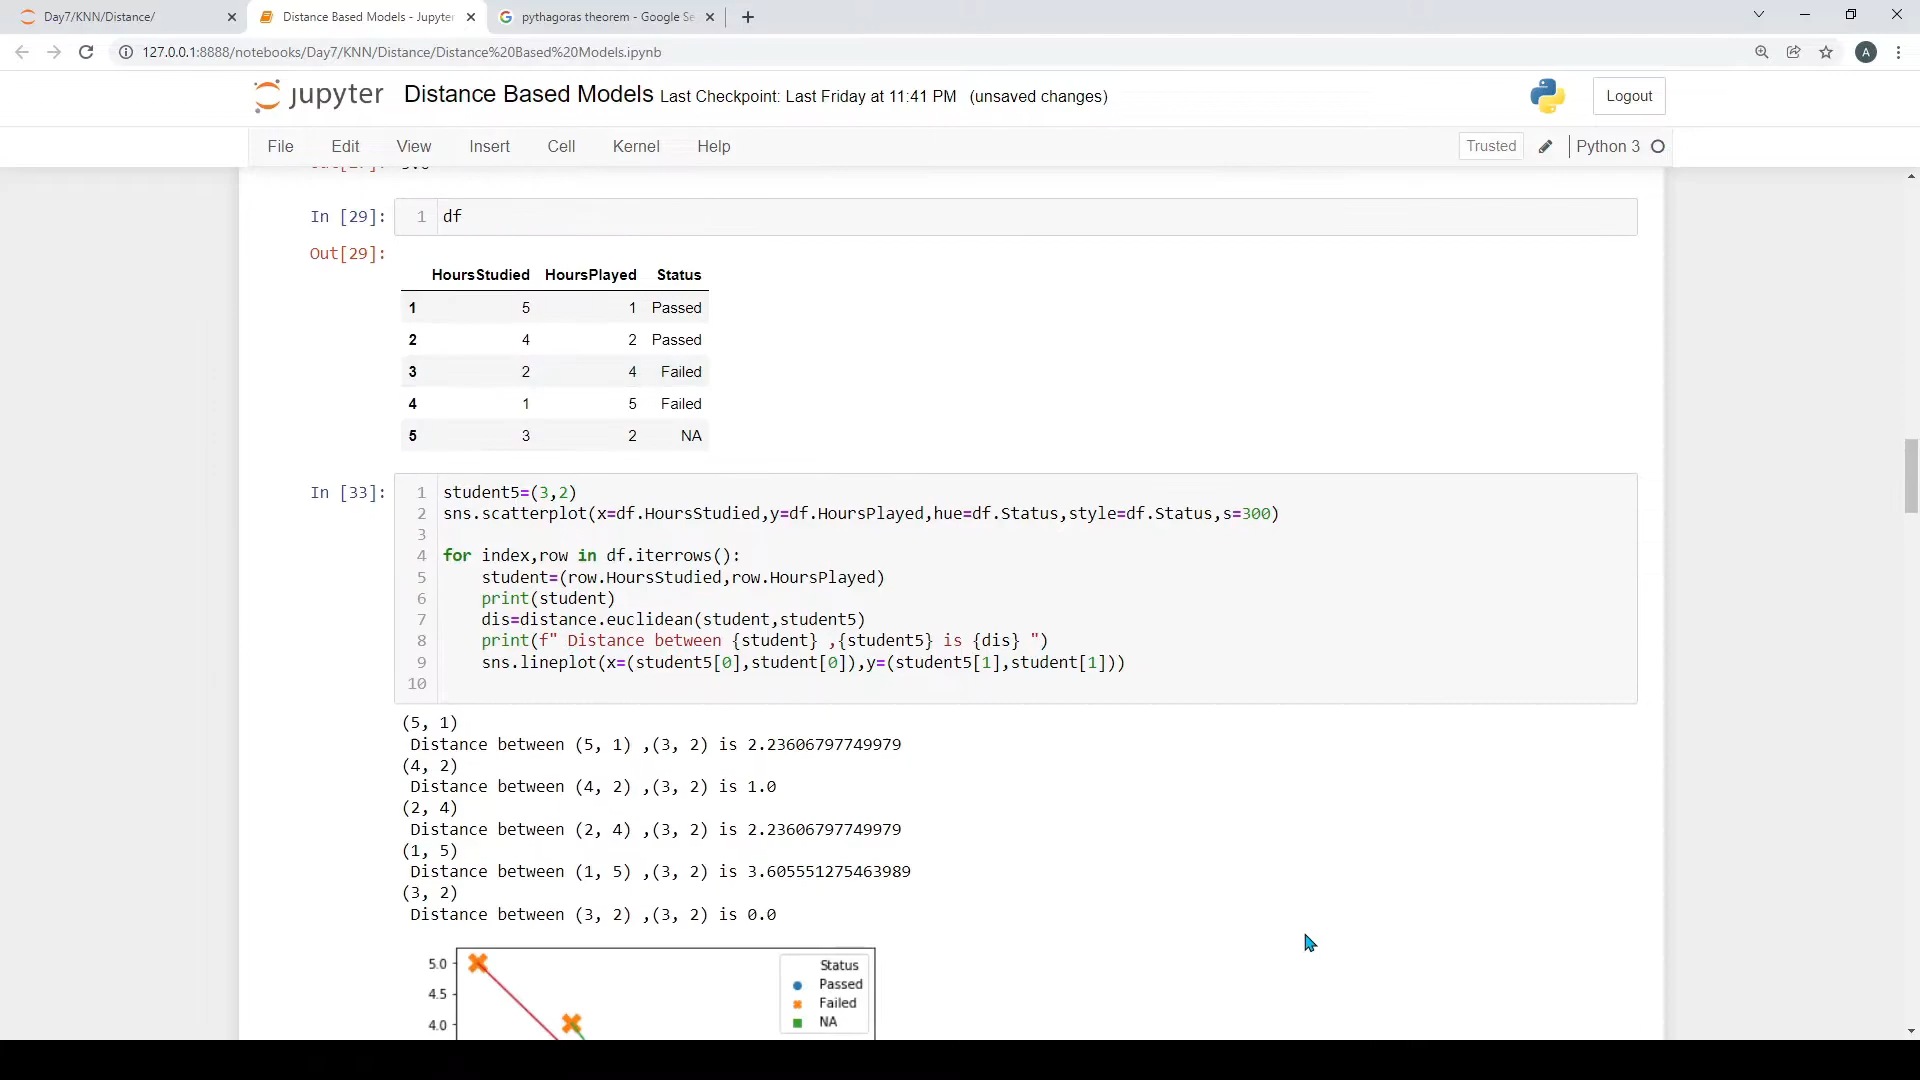 Day7/KNN/Distance/
Distance Based Models - Jupyter
pythagoras theorem - Google Se
127.0.0.1:8888/notebooks/Day7/KNN/Distance/Distance%20Based%20Models.ipynb
A
jupyter Distance Based Models Last Checkpoint: Last Friday at 11:41 PM (unsaved changes)
Logout
File Edit View Insert Cell Kernel Help
Trusted
Python 3
In [29]: 1 df
Out[29]:
HoursStudied HoursPlayed Status
1 5 1 Passed
2 4 2 Passed
3 2 4 Failed
4 1 5 Failed
5 3 2 NA
In [33]: 1 student5=(3,2)
2 sns.scatterplot(x=df.HoursStudied,y=df.HoursPlayed,hue=df.Status,style=df.Status,s=300)
3
4 for index,row in df.iterrows():
5 student=(row.HoursStudied,row.HoursPlayed)
6 print(student)
7 dis=distance.euclidean(student,student5)
8 print(f" Distance between {student} ,{student5} is {dis} ")
9 sns.lineplot(x=(student5[0],student[0]),y=(student5[1],student[1]))
10
(5, 1)
Distance between (5, 1) ,(3, 2) is 2.23606797749979
(4, 2)
Distance between (4, 2) ,(3, 2) is 1.0
(2, 4)
Distance between (2, 4) ,(3, 2) is 2.23606797749979
(1, 5)
Distance between (1, 5) ,(3, 2) is 3.605551275463989
(3, 2)
Distance between (3, 2) ,(3, 2) is 0.0
5.0
4.5
4.0
Status
Passed
Failed
NA